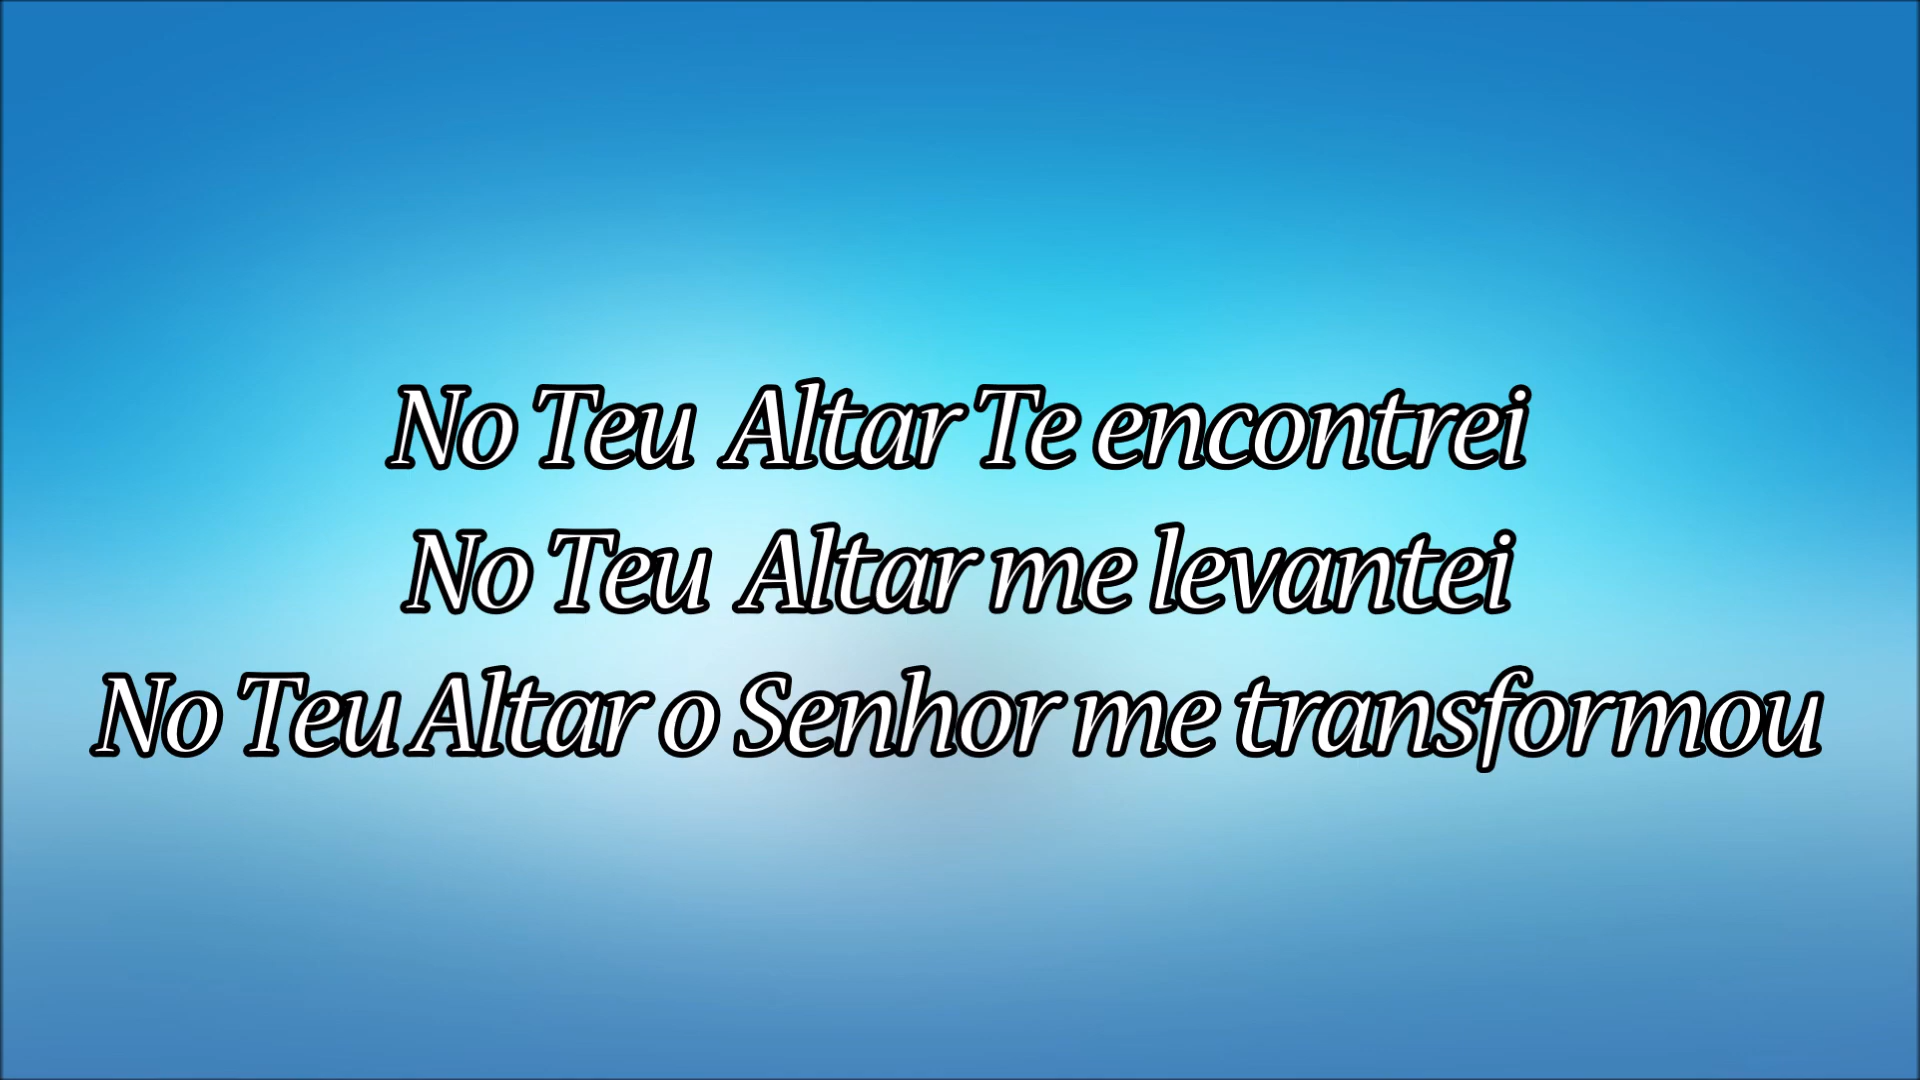 No Teu Altar Te encontrei
No Teu Altar me levantei
No Teu Altar o Senhor me transformou